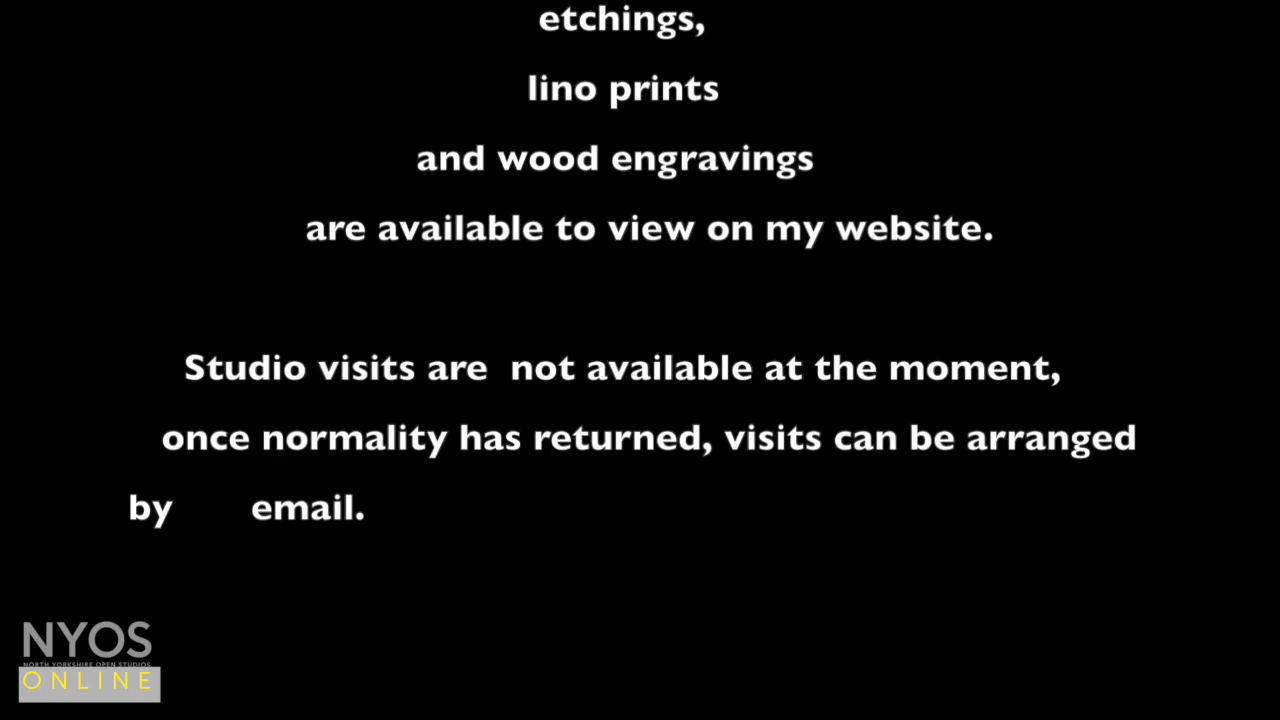 etchings,
lino prints
and wood engravings
are available to view on my website.
Studio visits are  not available at the moment,
once normality has returned, visits can be arranged
by        email.
NYOS
NORTH YORKSHIRE OPEN STUDIOS
ONLINE